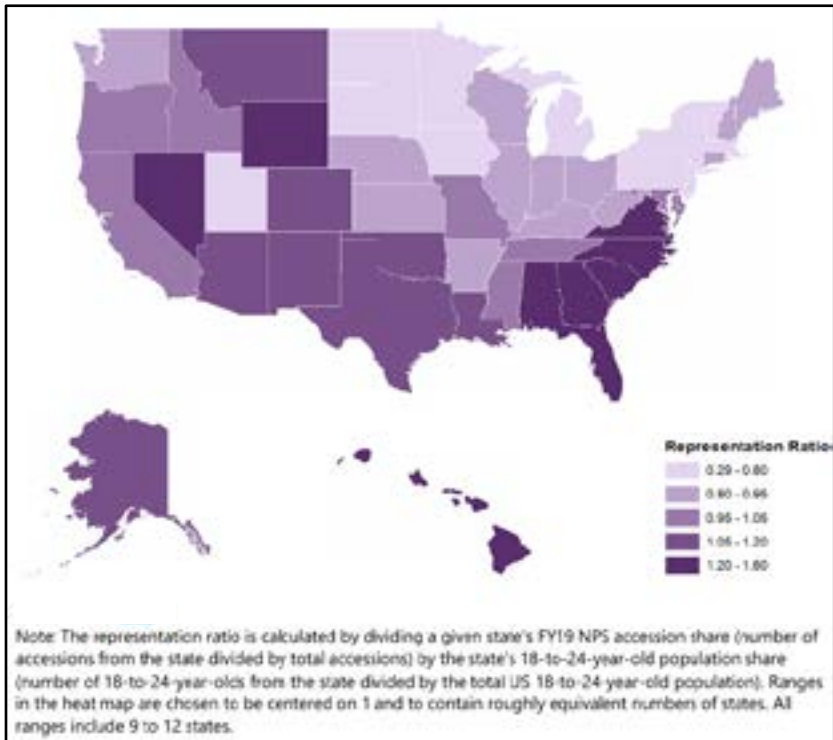 Representation Ratio
0.29 - 0.80
0.80 - 0.95
0.95 - 1.05
1.05 - 1.20
1.20 - 1.60
Note: The representation ratio is calculated by dividing a given state's FY19 NPS accession share (number of
accessions from the state divided by total accessions) by the state's 18-to-24-year-old population share
(number of 18-to-24-year-olds from the state divided by the total US 18-to-24-year-old population). Ranges
in the heat map are chosen to be centered on 1 and to contain roughly equivalent numbers of states. All
ranges include 9 to 12 states.